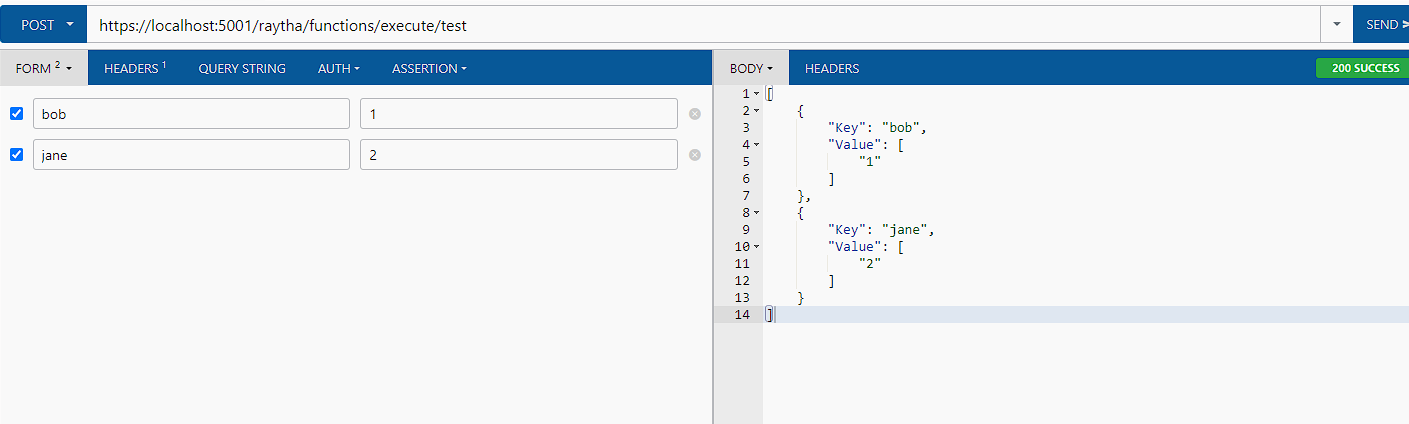 POST https://localhost:5001/raytha/functions/execute/test SEND
FORM 2 HEADERS 1 QUERY STRING AUTH ASSERTION
bob 1
jane 2
BODY HEADERS 200 SUCCESS
1 [
2 {
3 "Key": "bob",
4 "Value": [
5 "1"
6 ]
7 },
8 {
9 "Key": "jane",
10 "Value": [
11 "2"
12 ]
13 }
14 ]